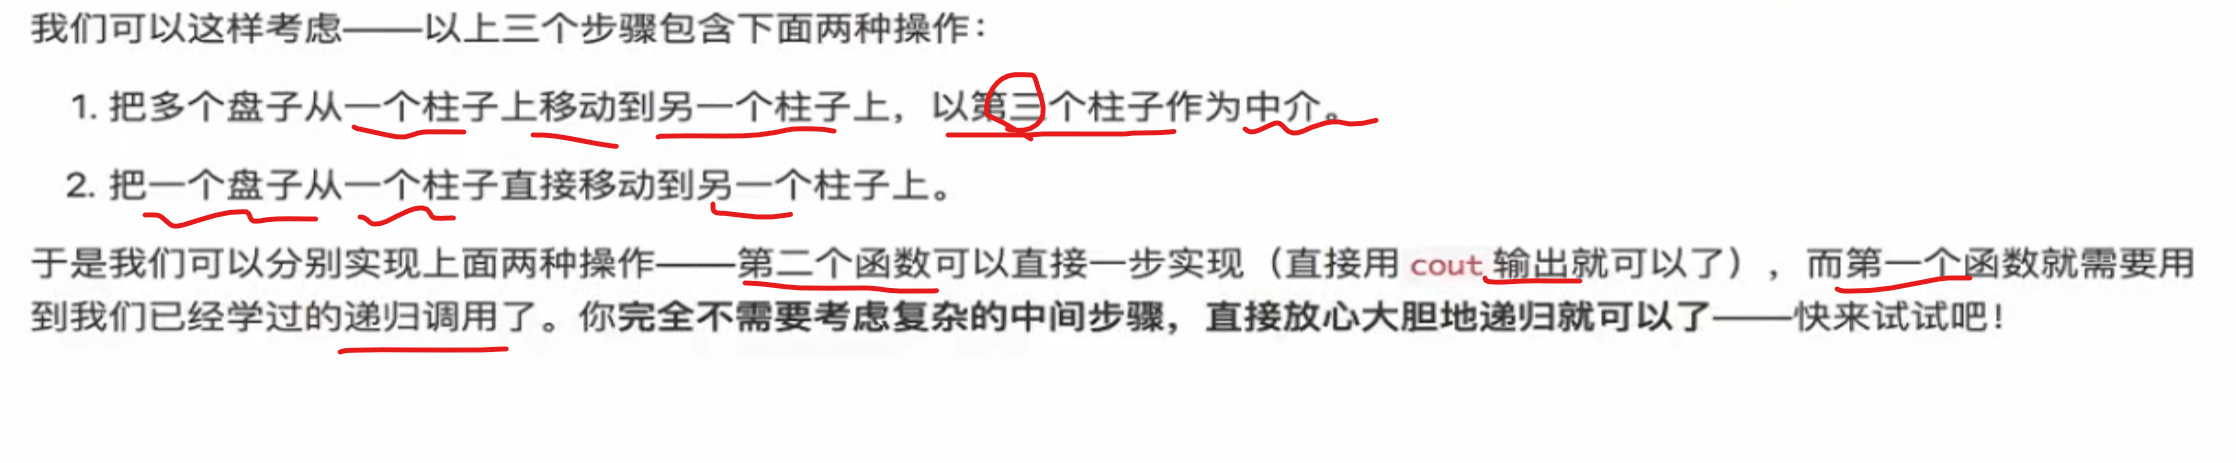 我们可以这样考虑——以上三个步骤包含下面两种操作：
1. 把多个盘子从一个柱子上移动到另一个柱子上，以第三个柱子作为中介。
2. 把一个盘子从一个柱子直接移动到另一个柱子上。
于是我们可以分别实现上面两种操作——第二个函数可以直接一步实现（直接用 cout 输出就可以了），而第一个函数就需要用
到我们已经学过的递归调用了。你完全不需要考虑复杂的中间步骤，直接放心大胆地递归就可以了——快来试试吧！